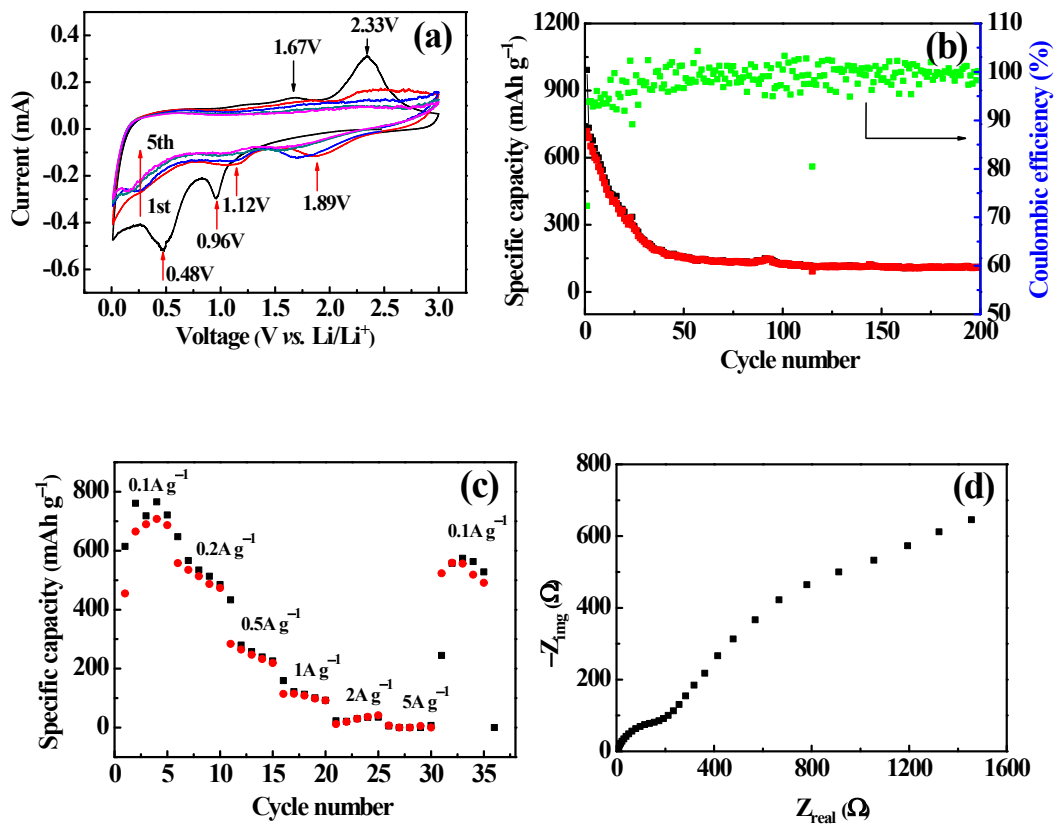 (a)
0.4
0.2
0.0
-0.2
-0.4
-0.6
Current (mA)
1.67V
2.33V
5th
1st
1.12V
1.89V
0.96V
0.48V
0.0 0.5 1.0 1.5 2.0 2.5 3.0
Voltage (V vs. Li/Li⁺)
(b)
1200
900
600
300
0
Specific capacity (mAh g⁻¹)
110
100
90
80
70
60
50
Coulombic efficiency (%)
0 50 100 150 200
Cycle number
(c)
800
600
400
200
0
Specific capacity (mAh g⁻¹)
0.1A g⁻¹
0.2A g⁻¹
0.5A g⁻¹
1A g⁻¹
2A g⁻¹
5A g⁻¹
0.1A g⁻¹
0 5 10 15 20 25 30 35
Cycle number
(d)
800
600
400
200
0
−Z_img (Ω)
0 400 800 1200 1600
Z_real (Ω)